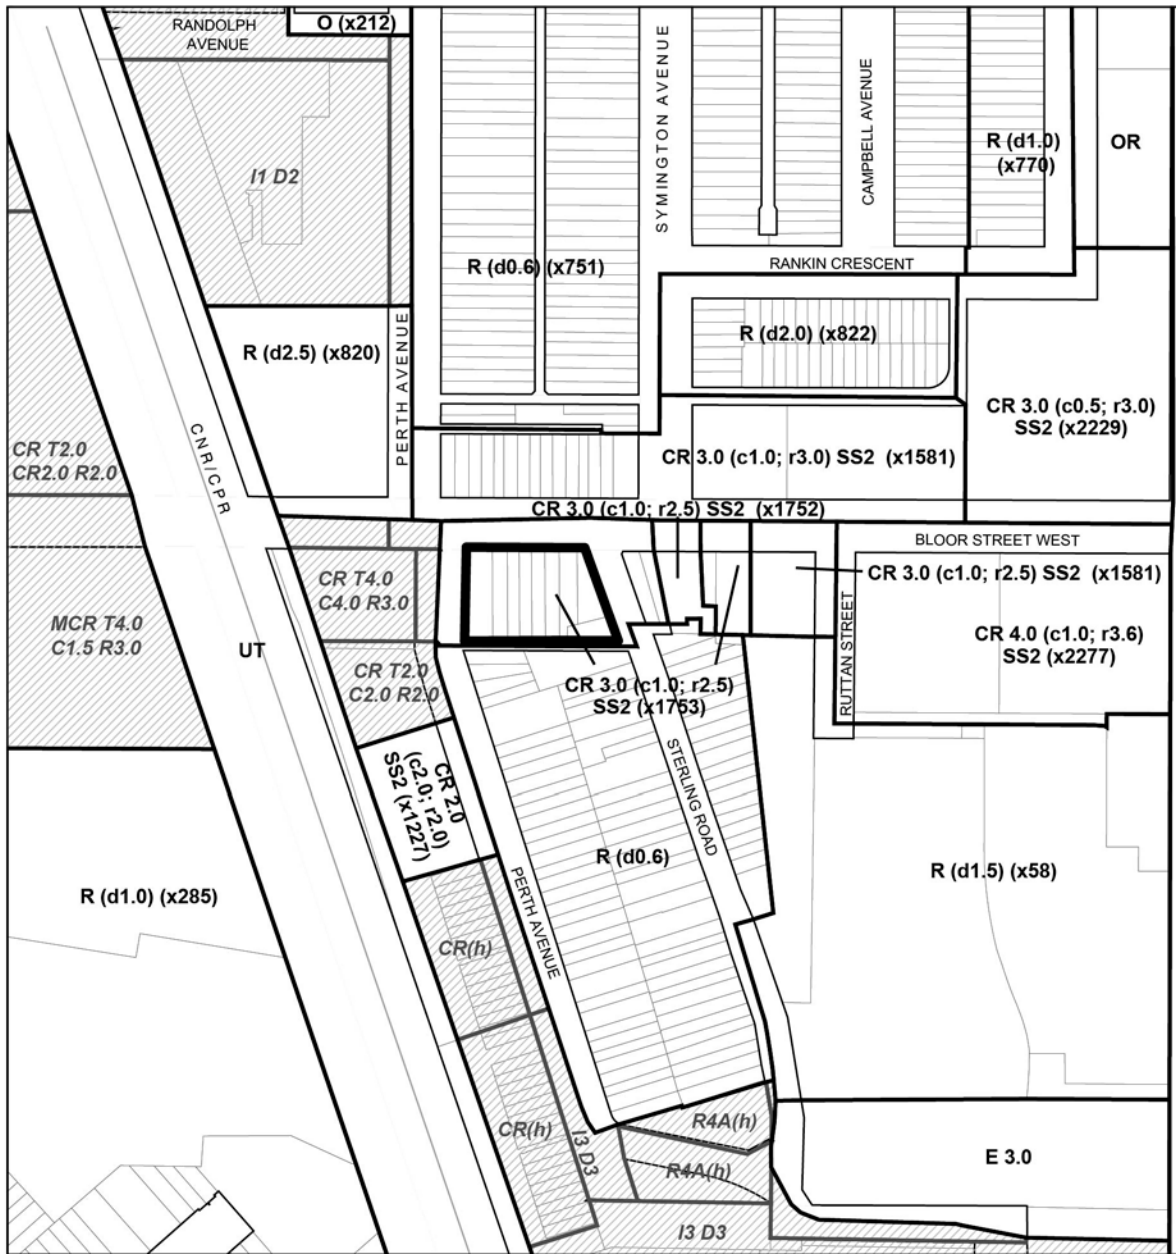 O (x212)
RANDOLPH
AVENUE
SYMINGTON AVENUE
CAMPBELL AVENUE
R (d1.0)
(x770)
OR
I1 D2
R (d0.6) (x751)
RANKIN CRESCENT
R (d2.0) (x822)
R (d2.5) (x820)
PERTH AVENUE
CR 3.0 (c0.5; r3.0)
SS2 (x2229)
CNR/CPR
CR T2.0
CR2.0 R2.0
CR 3.0 (c1.0; r3.0) SS2 (x1581)
CR 3.0 (c1.0; r2.5) SS2 (x1752)
BLOOR STREET WEST
CR 3.0 (c1.0; r2.5) SS2 (x1581)
CR T4.0
C4.0 R3.0
MCR T4.0
C1.5 R3.0
UT
RUTTAN STREET
CR 4.0 (c1.0; r3.6)
SS2 (x2277)
CR T2.0
C2.0 R2.0
CR 3.0 (c1.0; r2.5)
SS2 (x1753)
CR 2.0
(c2.0; r2.0)
SS2 (x1227)
STERLING ROAD
R (d0.6)
R (d1.5) (x58)
R (d1.0) (x285)
PERTH AVENUE
CR(h)
CR(h)
I3 D3
R4A(h)
R4A(h)
E 3.0
I3 D3